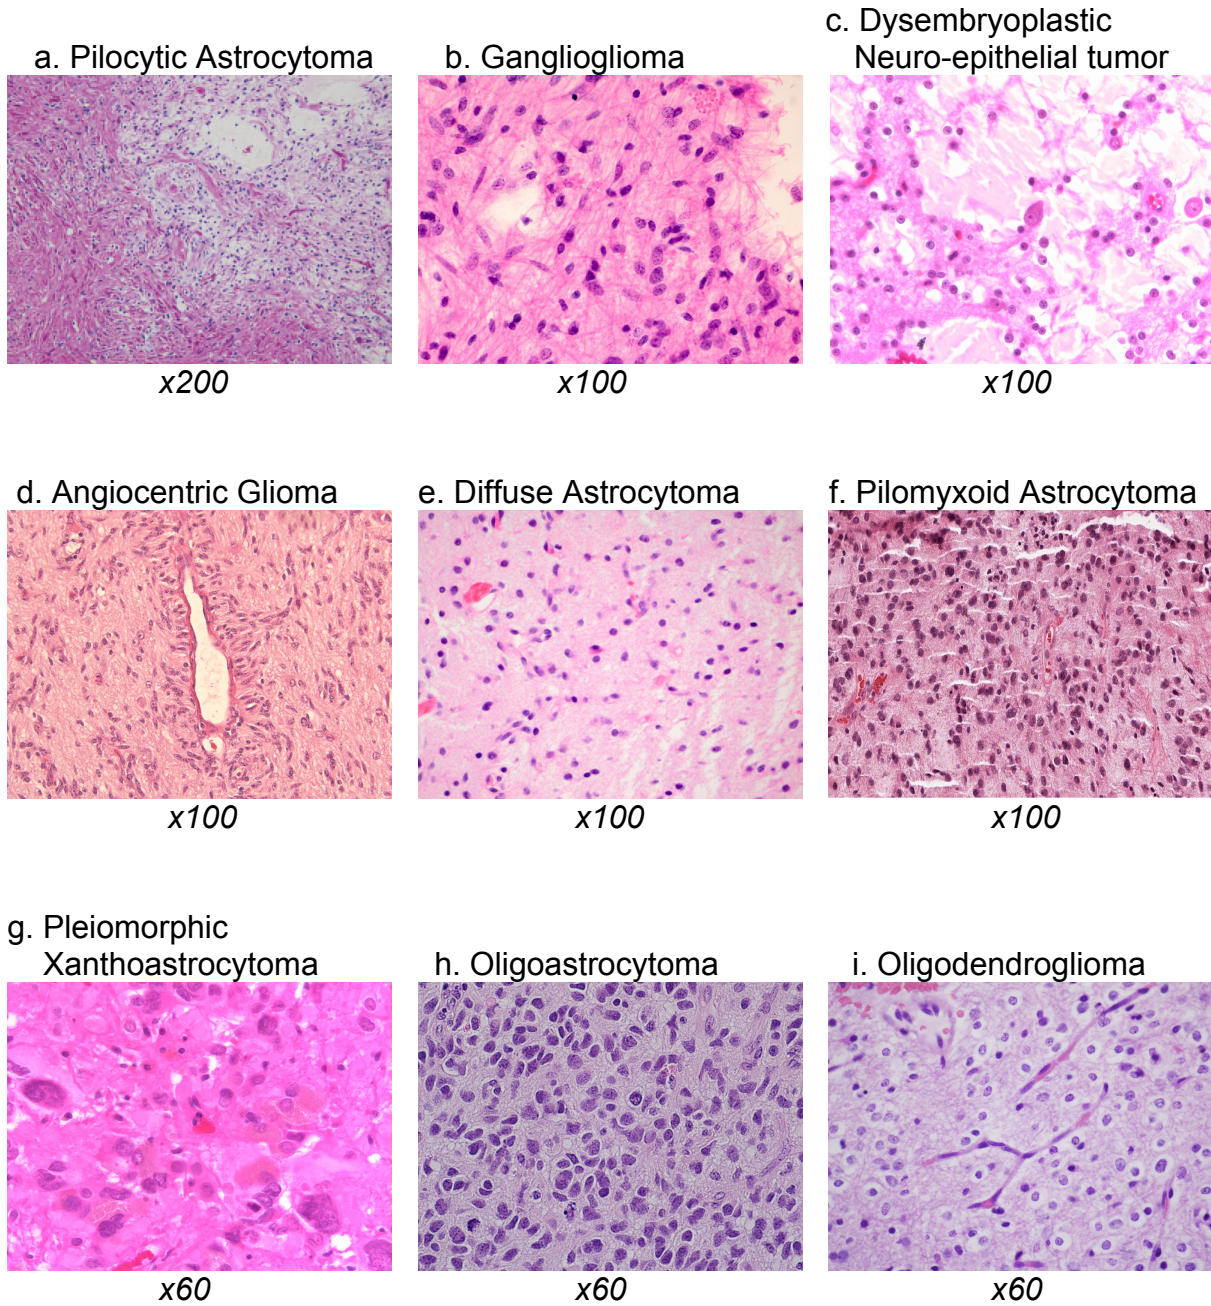 a. Pilocytic Astrocytoma
b. Ganglioglioma
c. Dysembryoplastic
Neuro-epithelial tumor
x200
x100
x100
d. Angiocentric Glioma
e. Diffuse Astrocytoma
f. Pilomyxoid Astrocytoma
x100
x100
x100
g. Pleiomorphic
Xanthoastrocytoma
h. Oligoastrocytoma
i. Oligodendroglioma
x60
x60
x60